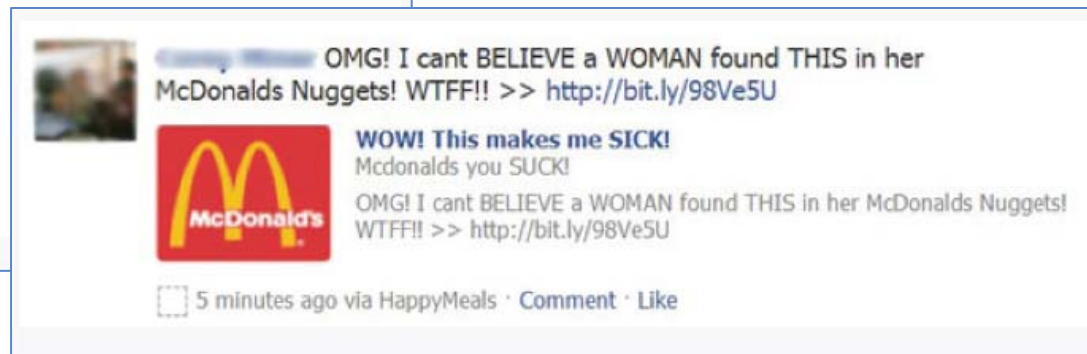 OMG! I cant BELIEVE a WOMAN found THIS in her
McDonalds Nuggets! WTFF!! >> http://bit.ly/98Ve5U
WOW! This makes me SICK!
Mcdonalds you SUCK!
OMG! I cant BELIEVE a WOMAN found THIS in her McDonalds Nuggets!
WTFF!! >> http://bit.ly/98Ve5U
McDonald's
5 minutes ago via HappyMeals · Comment · Like